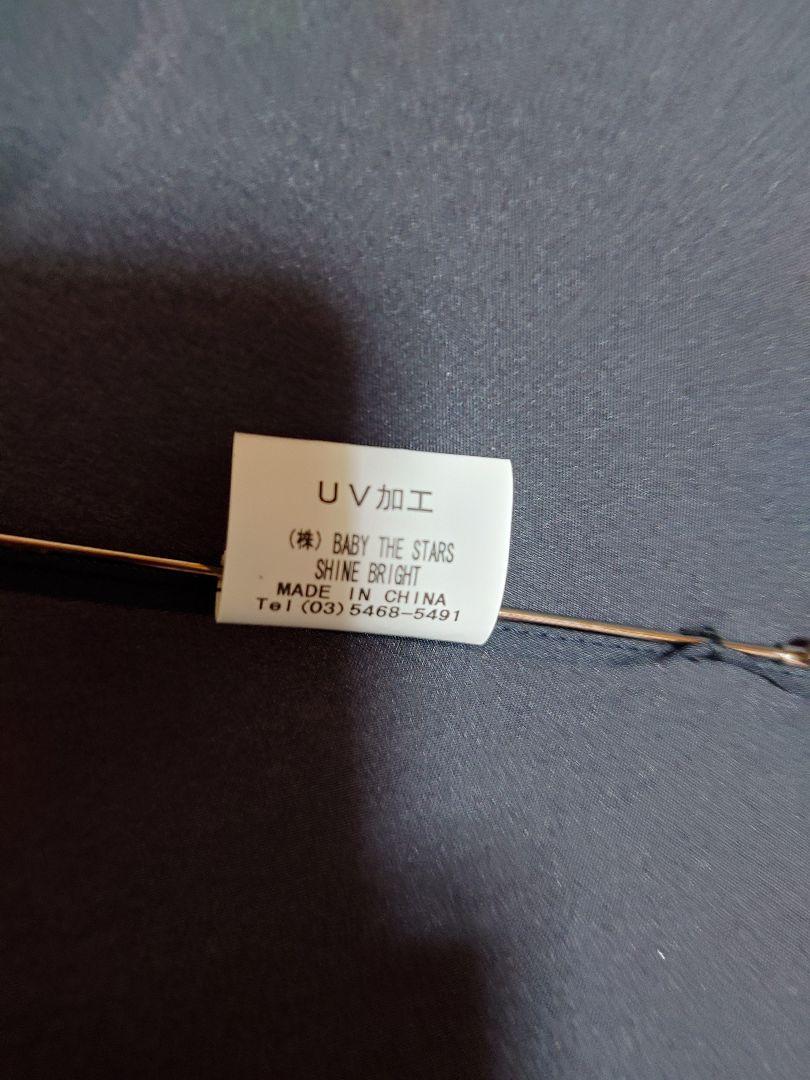 UV加工
(株) BABY THE STARS
SHINE BRIGHT
MADE IN CHINA
Tel (03) 5468-5491